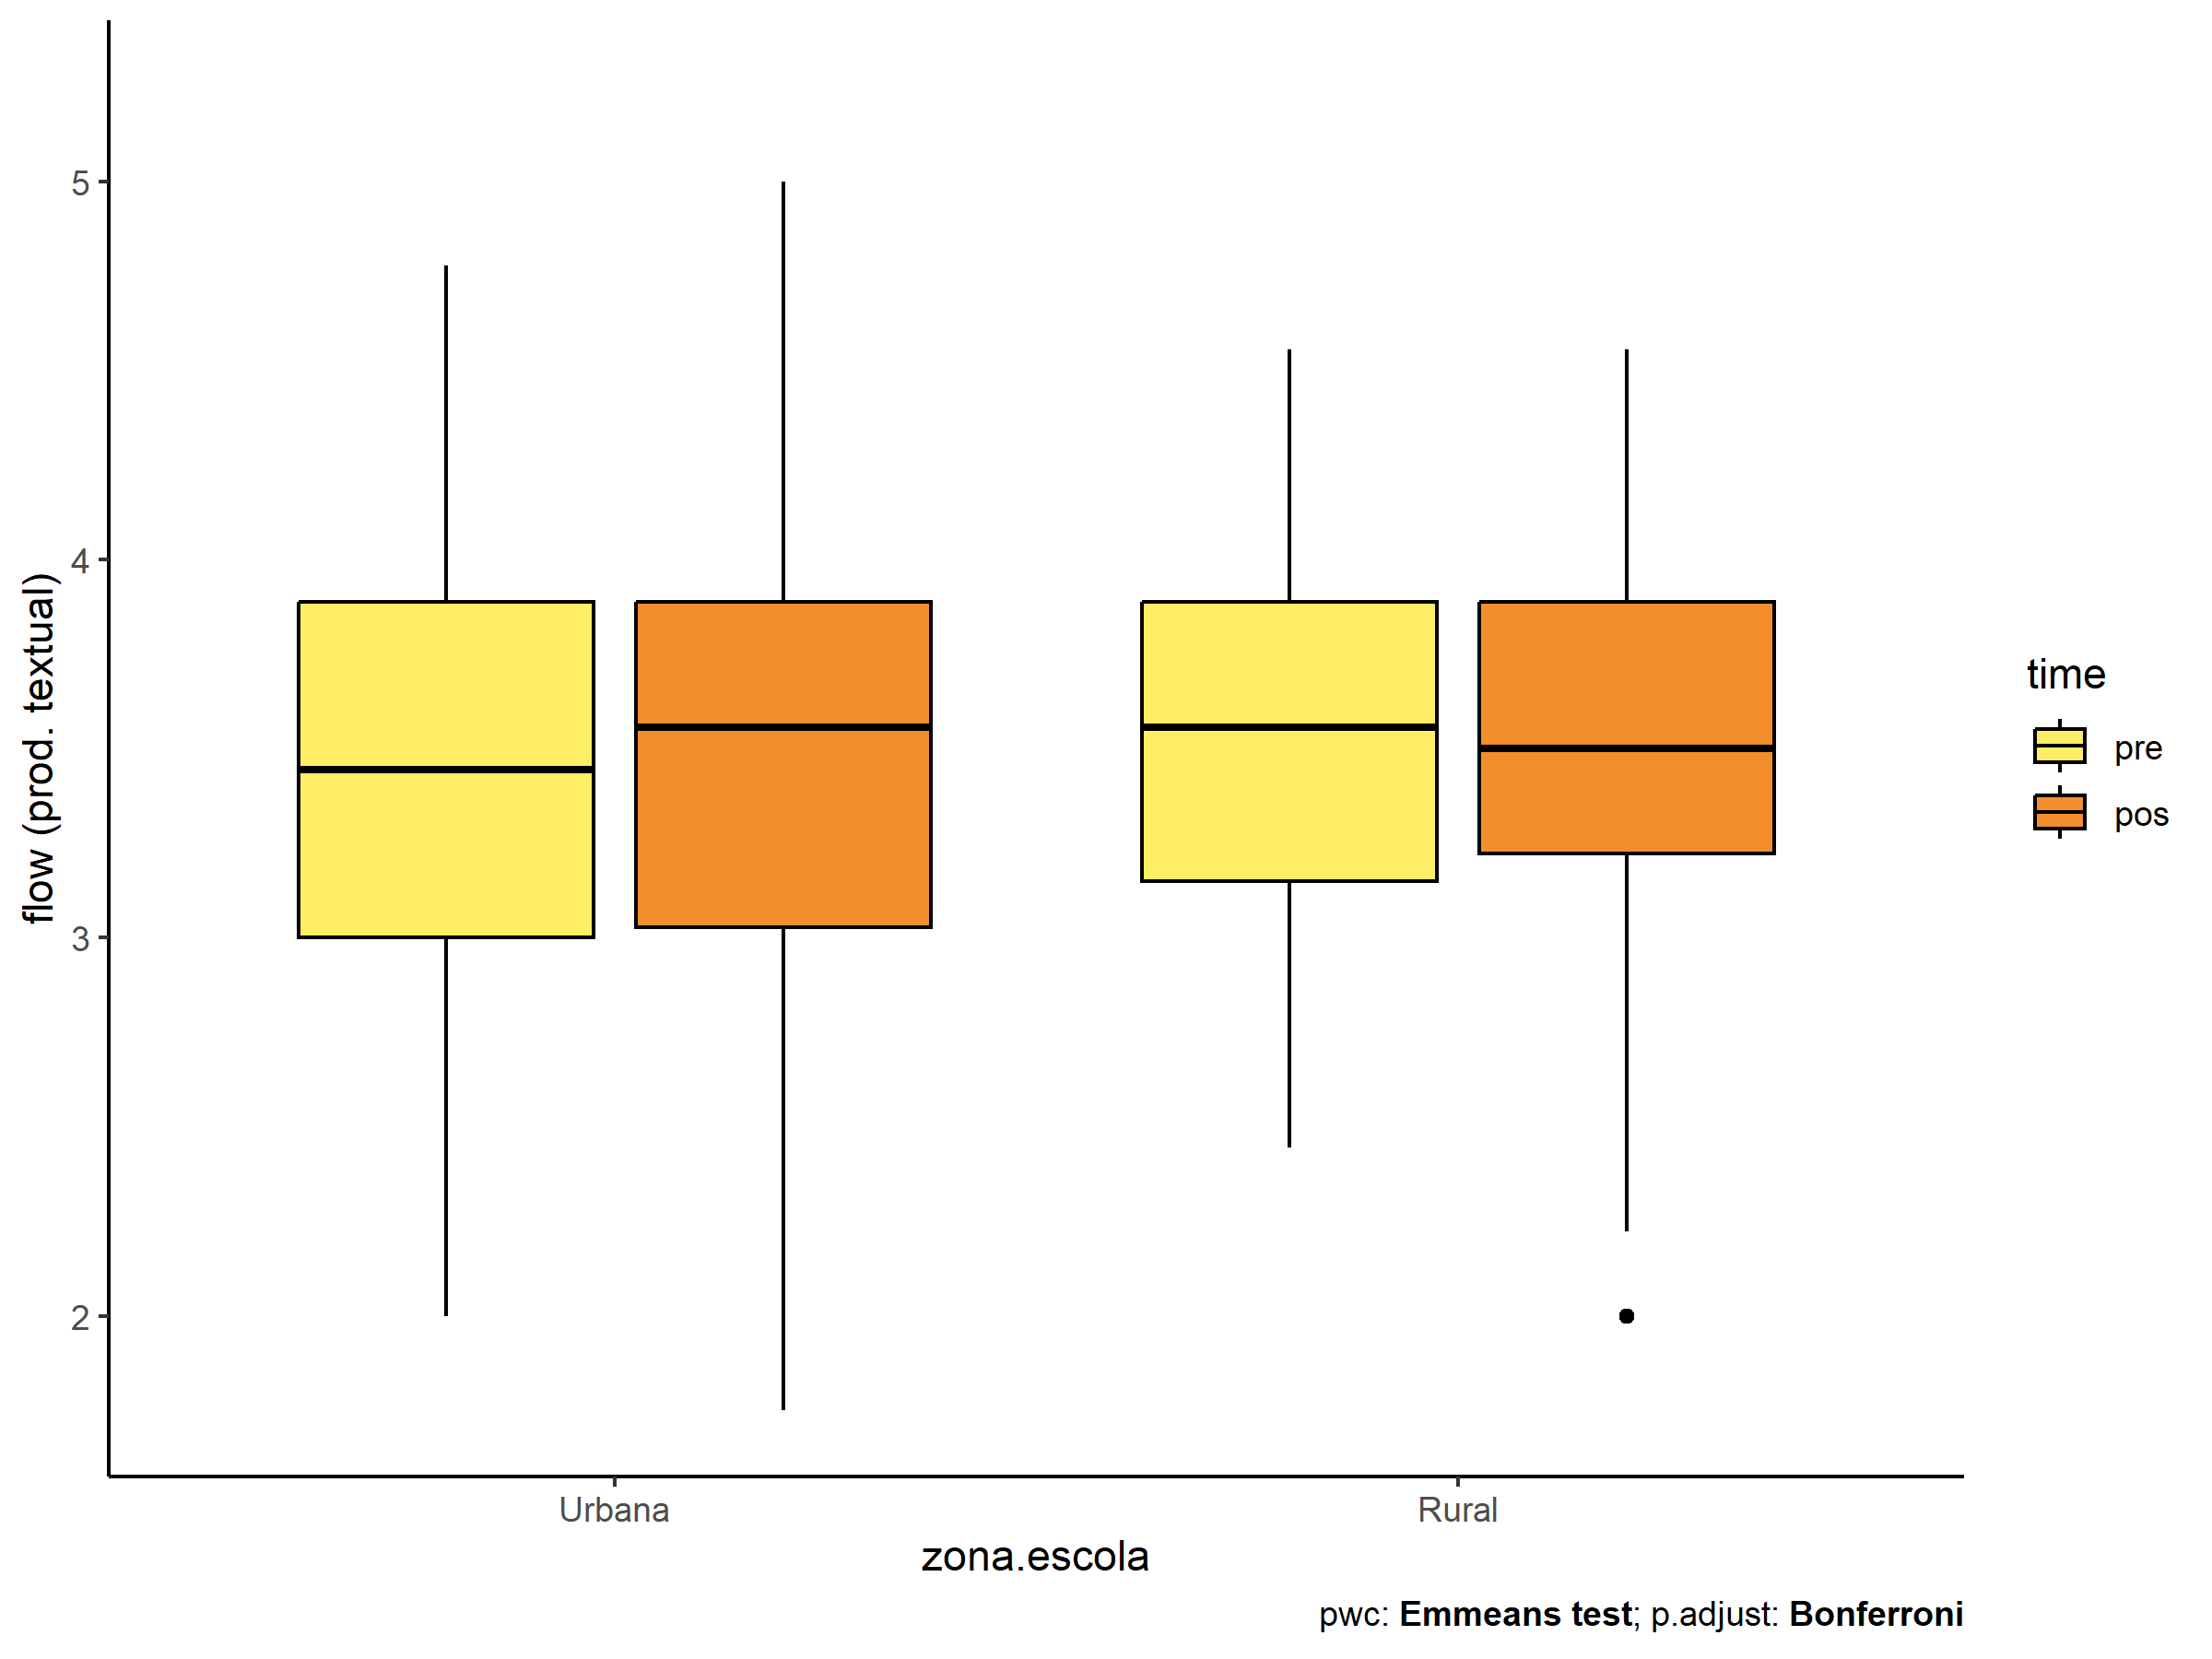 flow (prod. textual)
5
4
3
2
Urbana
Rural
zona.escola
time
pre
pos
pwc: Emmeans test; p.adjust: Bonferroni